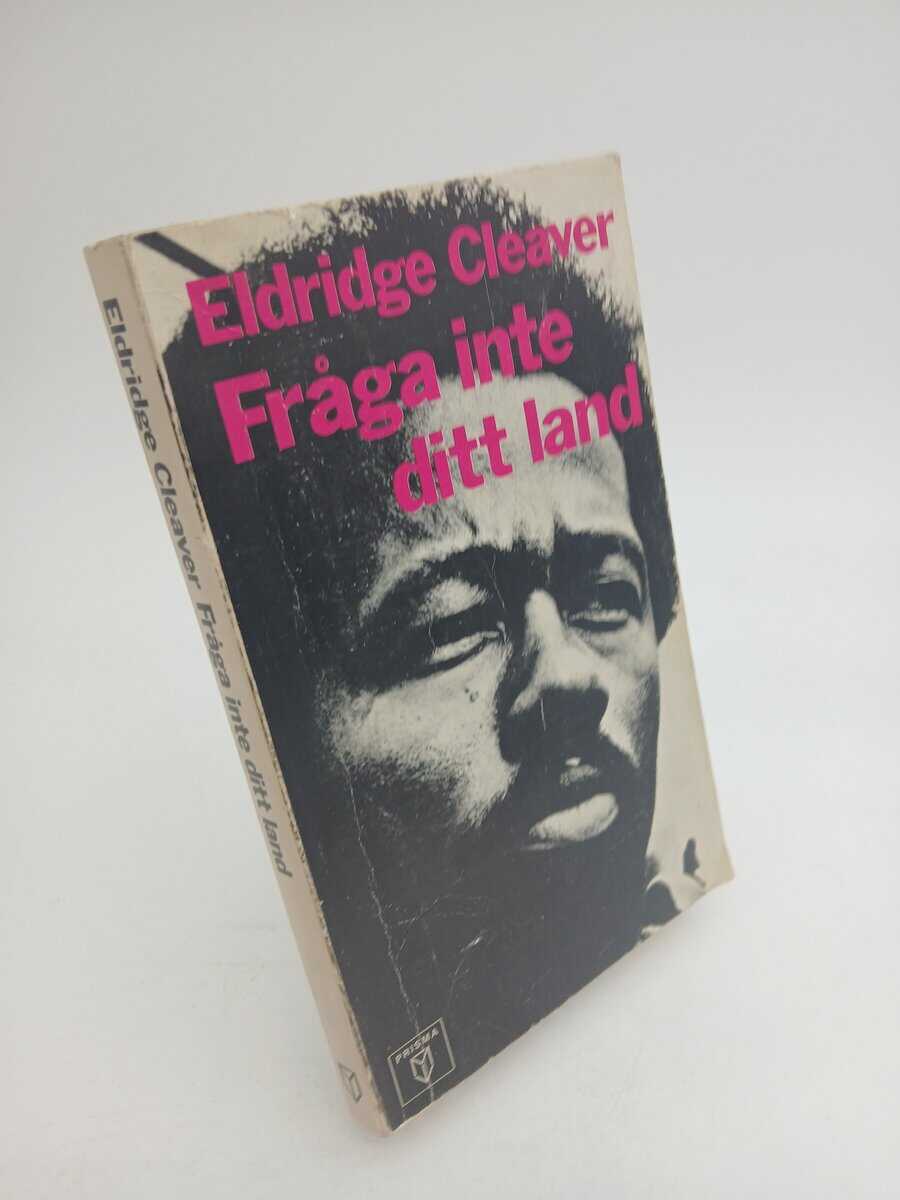 Eldridge Cleaver
Fråga inte
ditt land
Eldridge Cleaver Fråga inte ditt land
PRISMA